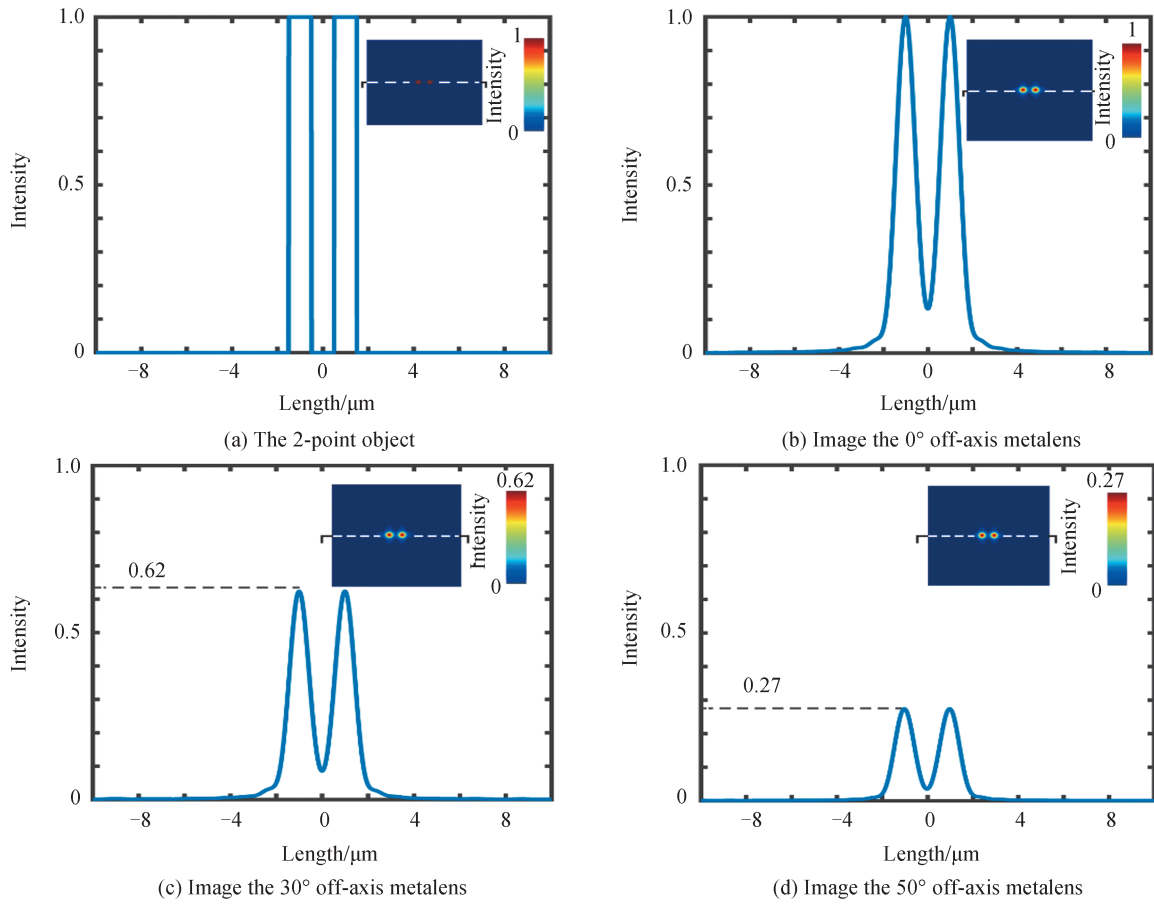 1.0
0.5
0
Intensity
−8
−4
0
4
8
Length/μm
1
0
Intensity
(a) The 2-point object
1.0
0.5
0
Intensity
−8
−4
0
4
8
Length/μm
1
0
Intensity
(b) Image the 0° off-axis metalens
1.0
0.5
0
Intensity
0.62
−8
−4
0
4
8
Length/μm
0.62
0
Intensity
(c) Image the 30° off-axis metalens
1.0
0.5
0
Intensity
0.27
−8
−4
0
4
8
Length/μm
0.27
0
Intensity
(d) Image the 50° off-axis metalens